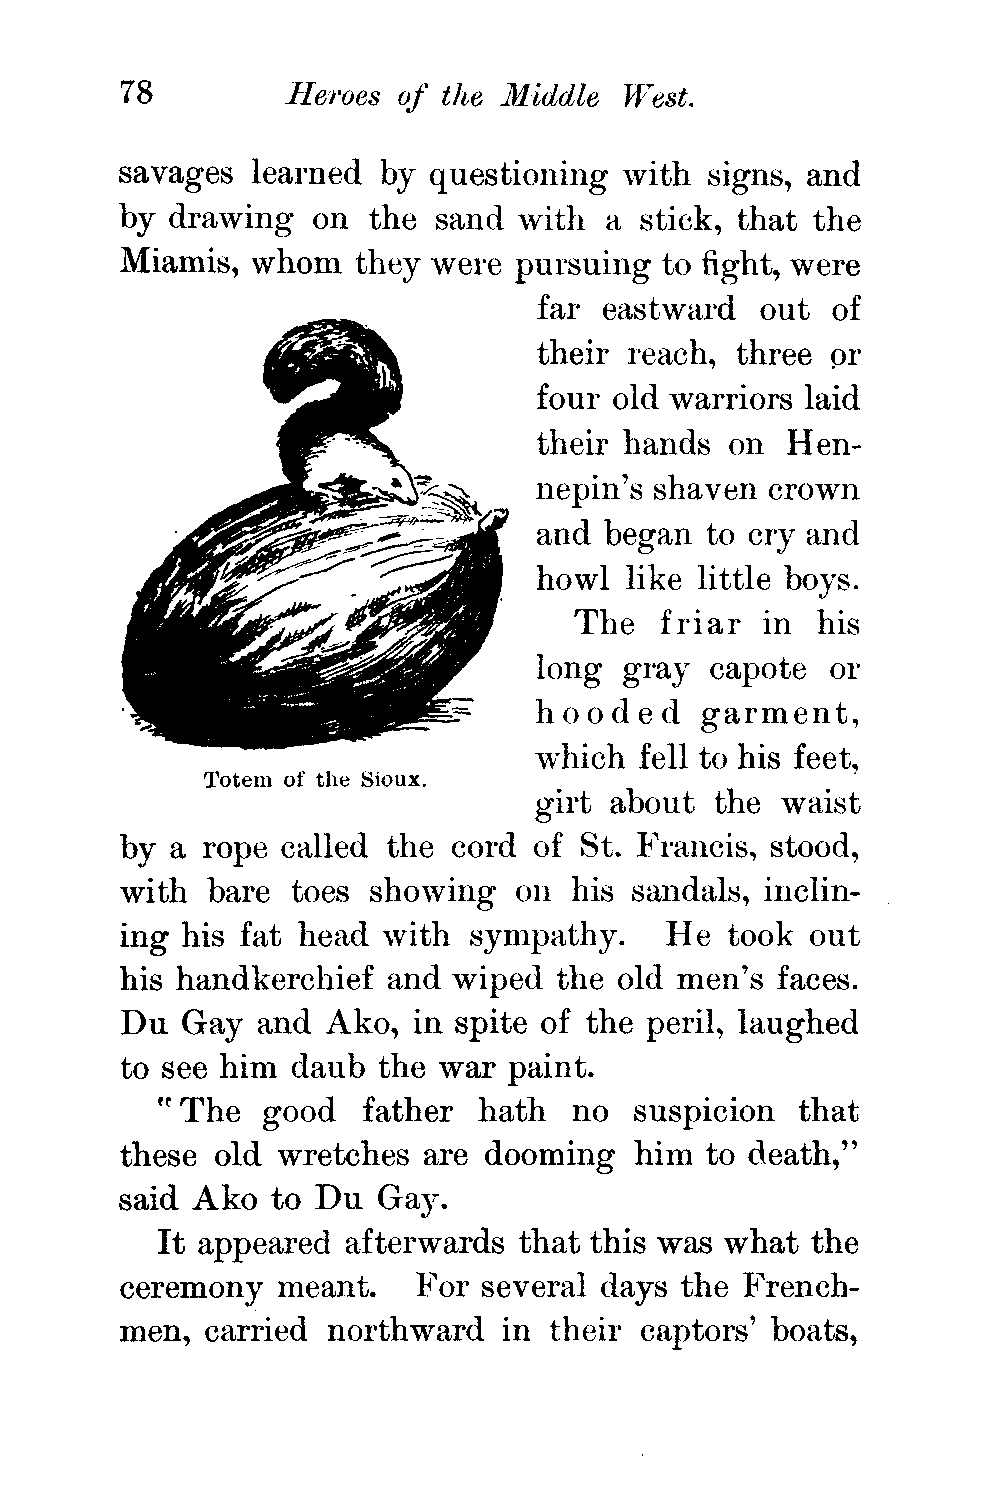 78 Heroes of the Middle West.
savages learned by questioning with signs, and
by drawing on the sand with a stick, that the
Miamis, whom they were pursuing to fight, were
far eastward out of
their reach, three or
four old warriors laid
their hands on Hen-
nepin's shaven crown
and began to cry and
howl like little boys.
The friar in his
long gray capote or
hooded garment,
which fell to his feet,
girt about the waist
Totem of the Sioux.
by a rope called the cord of St. Francis, stood,
with bare toes showing on his sandals, inclin-
ing his fat head with sympathy. He took out
his handkerchief and wiped the old men's faces.
Du Gay and Ako, in spite of the peril, laughed
to see him daub the war paint.
"The good father hath no suspicion that
these old wretches are dooming him to death,"
said Ako to Du Gay.
It appeared afterwards that this was what the
ceremony meant. For several days the French-
men, carried northward in their captors' boats,